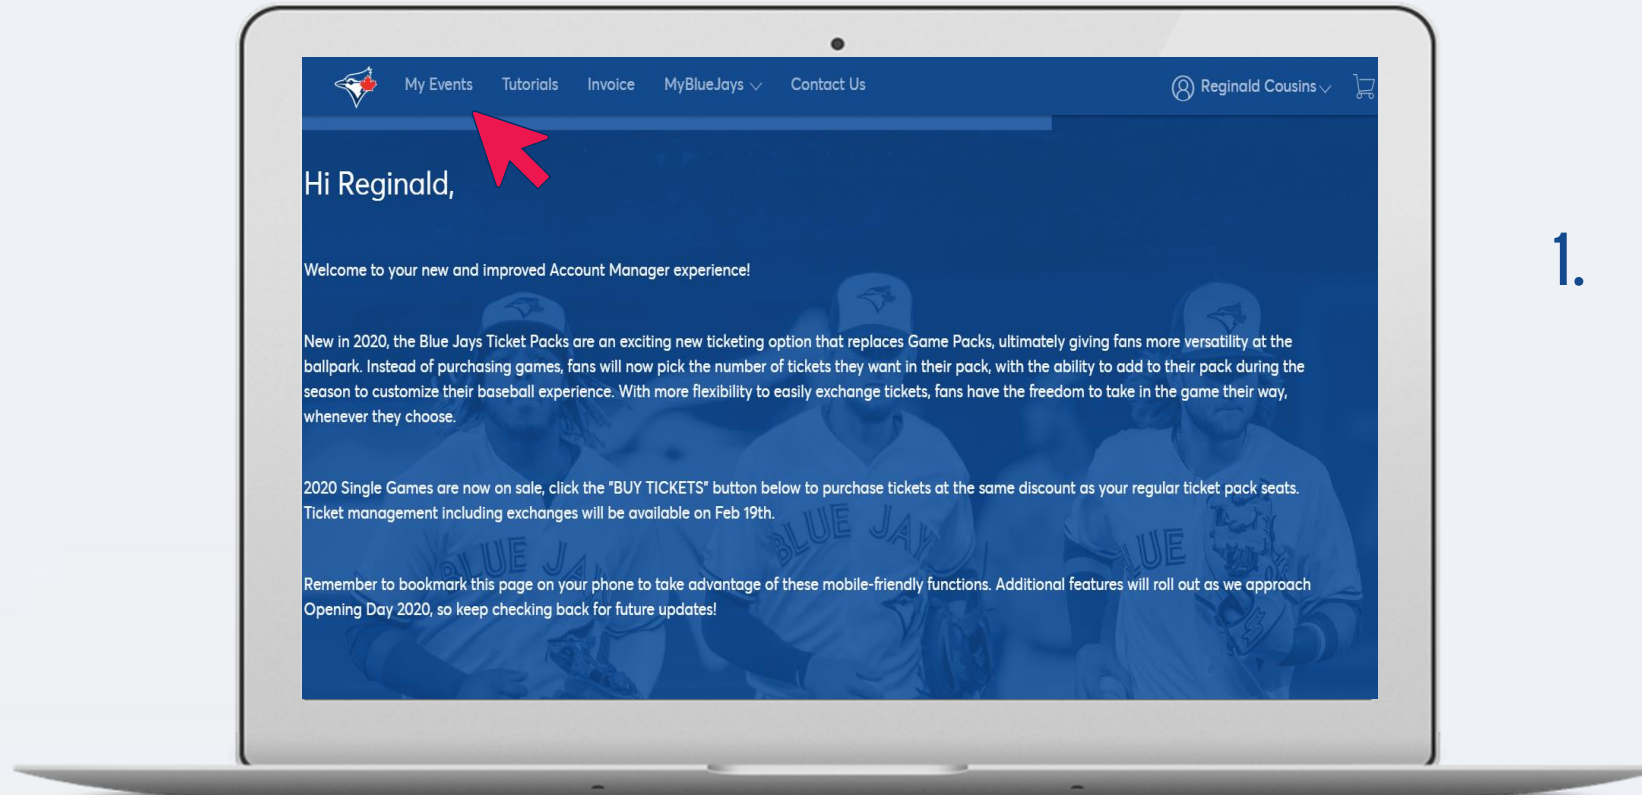 My Events Tutorials Invoice MyBlueJays Contact Us Reginald Cousins
Hi Reginald,
1.
Welcome to your new and improved Account Manager experience!
New in 2020, the Blue Jays Ticket Packs are an exciting new ticketing option that replaces Game Packs, ultimately giving fans more versatility at the
ballpark. Instead of purchasing games, fans will now pick the number of tickets they want in their pack, with the ability to add to their pack during the
season to customize their baseball experience. With more flexibility to easily exchange tickets, fans have the freedom to take in the game their way,
whenever they choose.
2020 Single Games are now on sale, click the "BUY TICKETS" button below to purchase tickets at the same discount as your regular ticket pack seats.
Ticket management including exchanges will be available on Feb 19th.
BLUE JAY
BLUE
Remember to bookmark this page on your phone to take advantage of these mobile-friendly functions. Additional features will roll out as we approach
Opening Day 2020, so keep checking back for future updates!